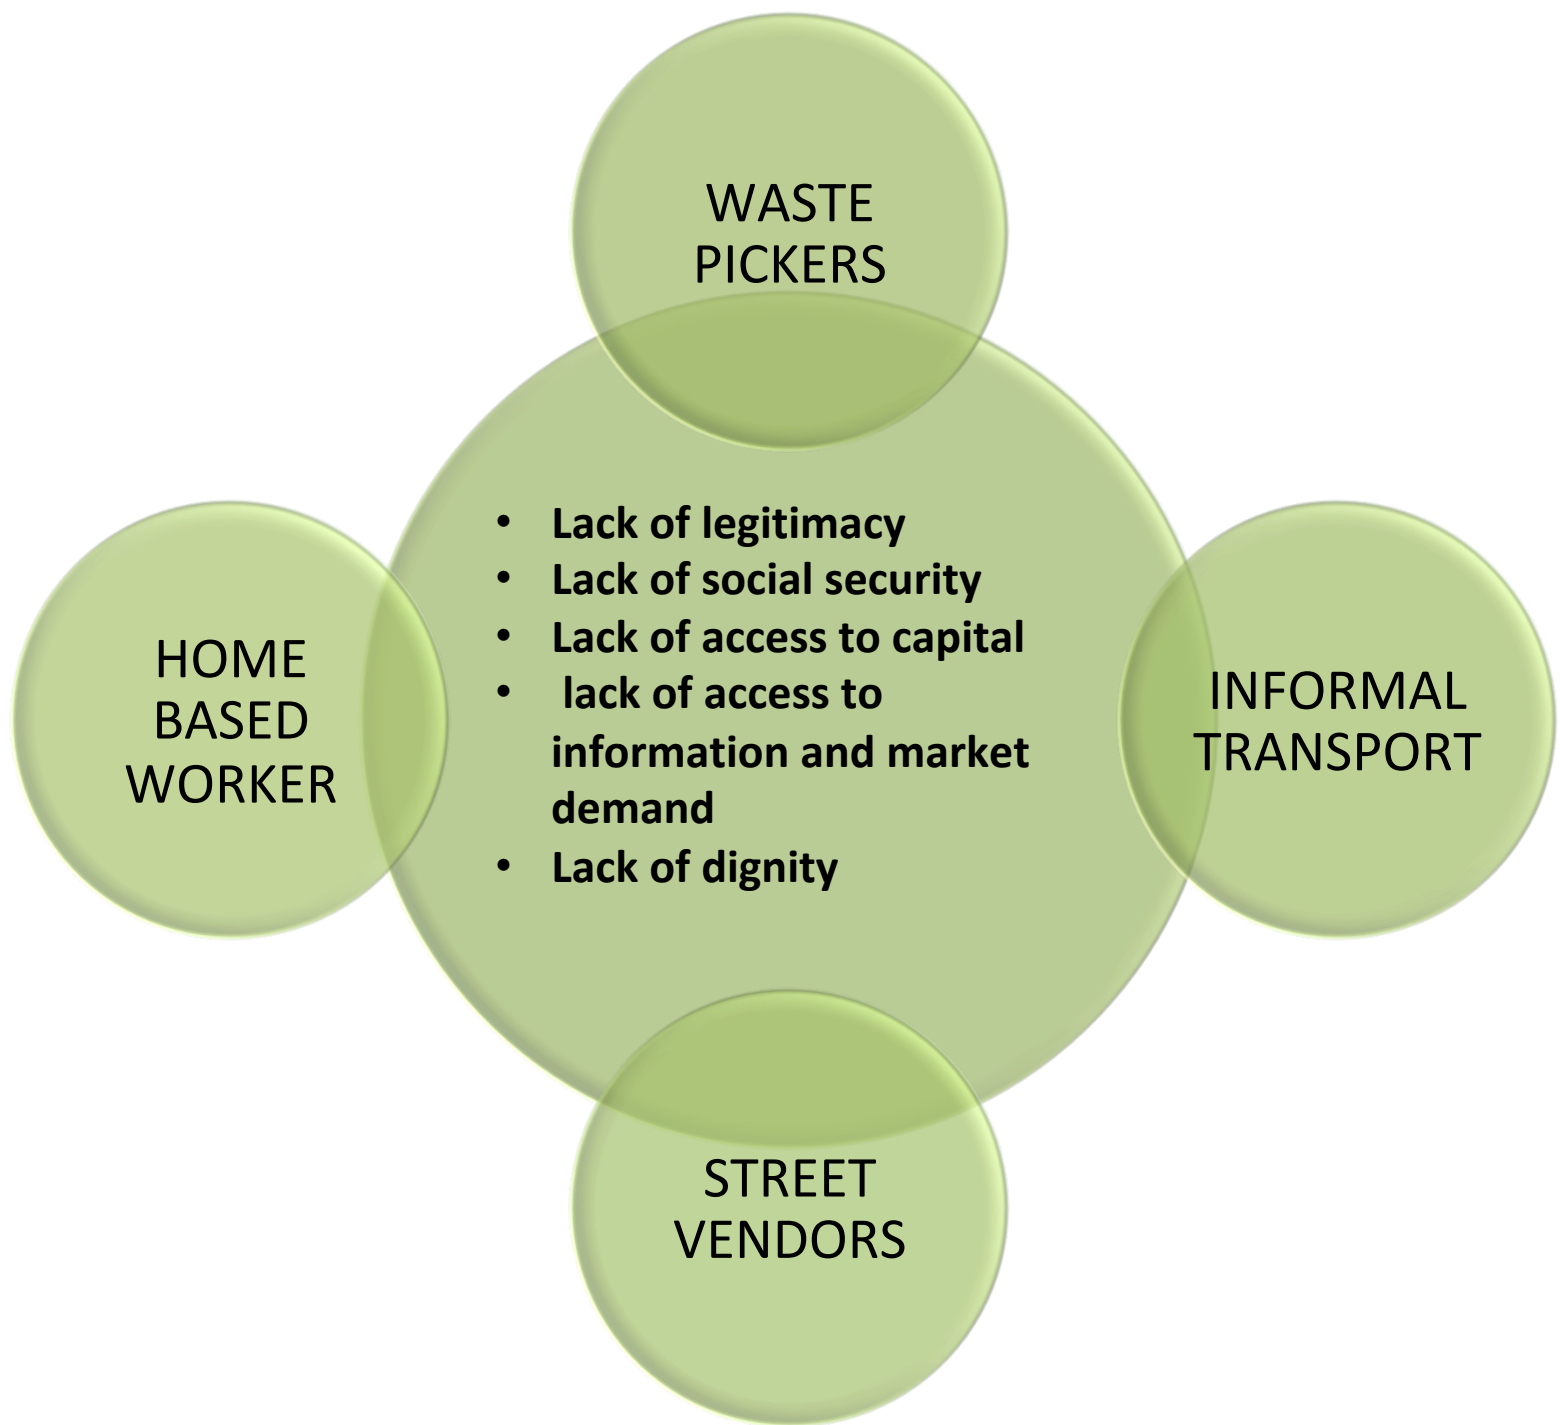 WASTE
PICKERS
• Lack of legitimacy
• Lack of social security
• Lack of access to capital
• lack of access to
information and market
demand
• Lack of dignity
HOME
BASED
WORKER
INFORMAL
TRANSPORT
STREET
VENDORS